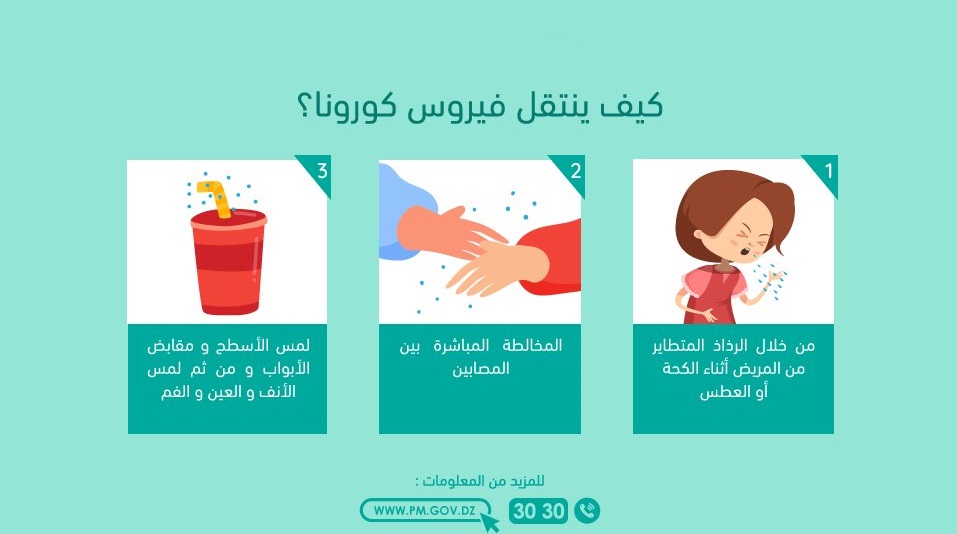 كيف ينتقل فيروس كورونا؟
1
من خلال الرذاذ المتطاير
من المريض أثناء الكحة
أو العطس
2
المخالطة المباشرة بين
المصابين
3
لمس الأسطح و مقابض
الأبواب و من ثم لمس
الأنف و العين و الفم
للمزيد من المعلومات :
30 30
WWW.PM.GOV.DZ